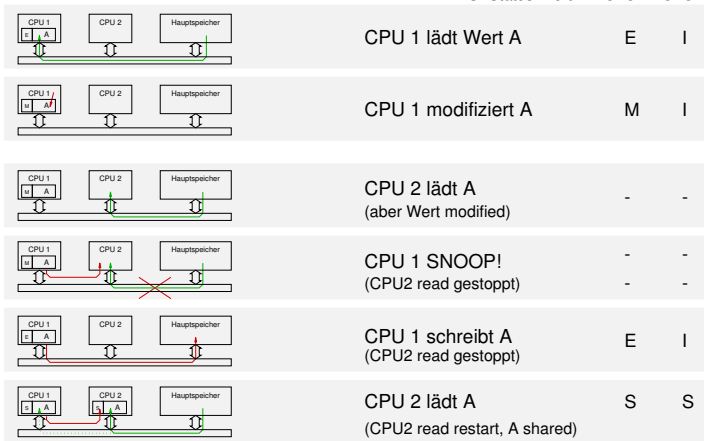 CPU 1 CPU 2 Hauptspeicher
E A
CPU 1 lädt Wert A E I
CPU 1 CPU 2 Hauptspeicher
M A
CPU 1 modifiziert A M I
CPU 1 CPU 2 Hauptspeicher
M A
CPU 2 lädt A - -
(aber Wert modified)
CPU 1 CPU 2 Hauptspeicher
M A
CPU 1 SNOOP! - -
(CPU2 read gestoppt) - -
CPU 1 CPU 2 Hauptspeicher
E A
CPU 1 schreibt A E I
(CPU2 read gestoppt)
CPU 1 CPU 2 Hauptspeicher
S A S A
CPU 2 lädt A S S
(CPU2 read restart, A shared)